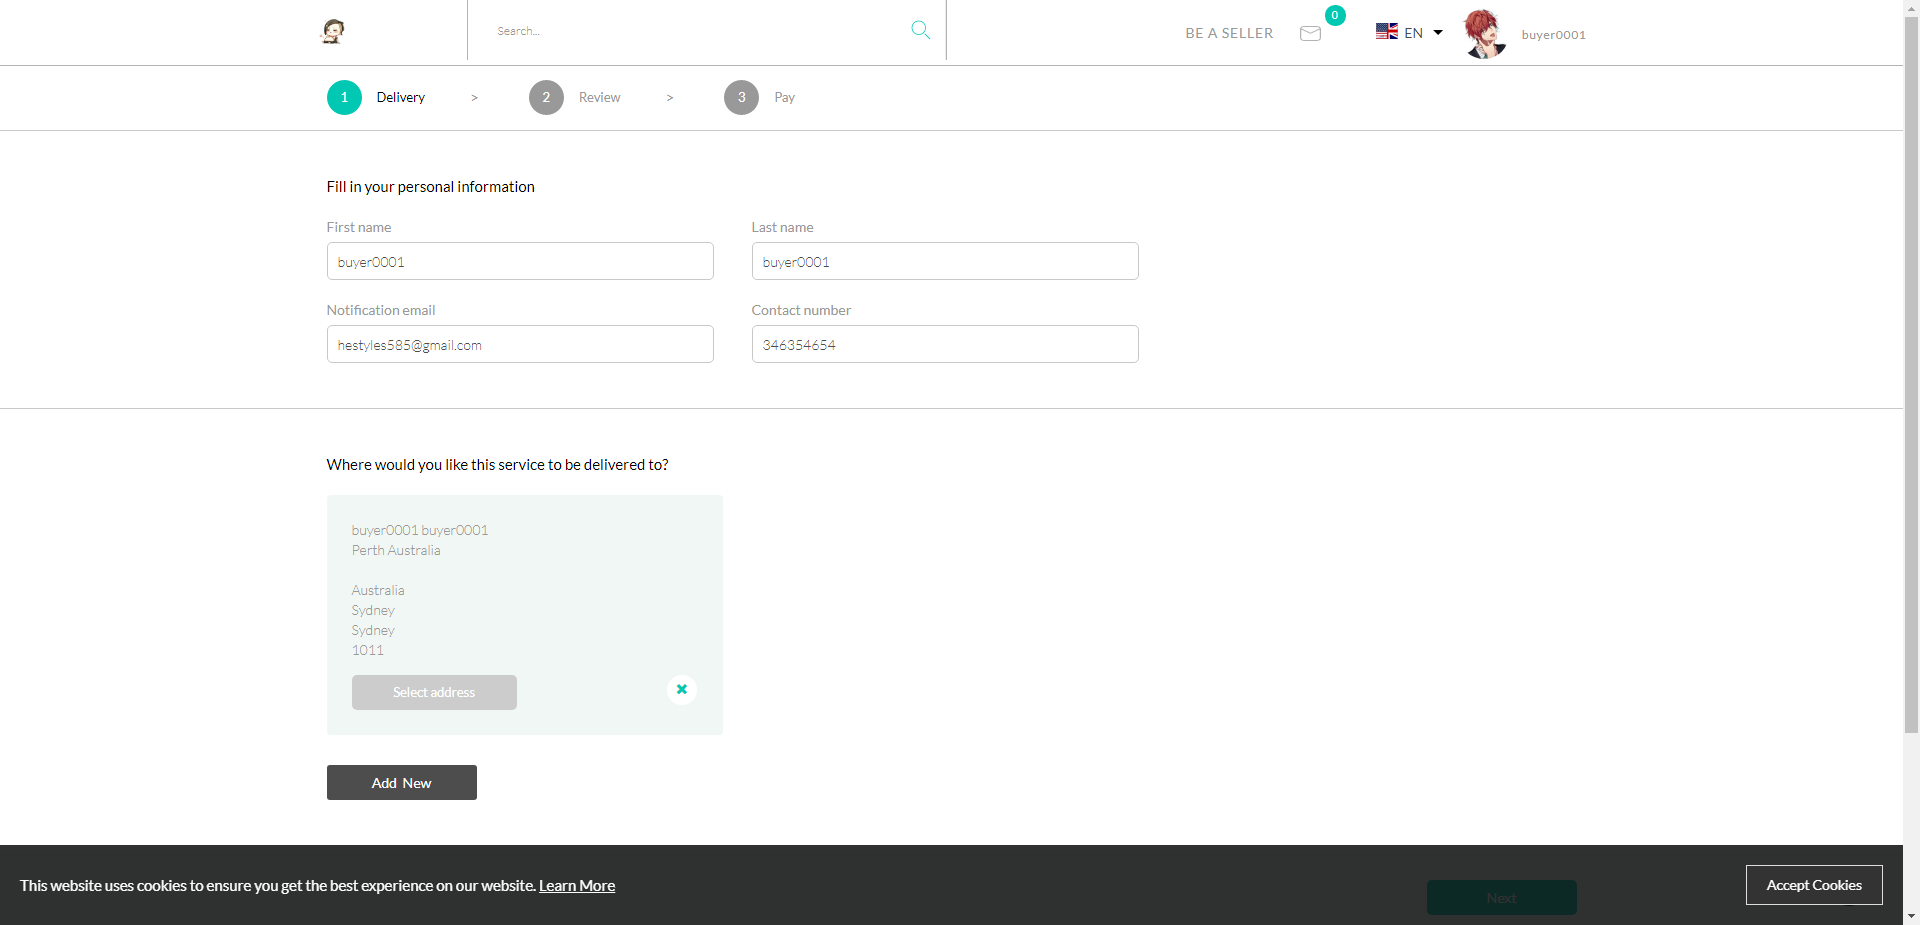 Search...
BE A SELLER
0
EN
buyer0001
1 Delivery > 2 Review > 3 Pay
Fill in your personal information
First name
Last name
buyer0001
buyer0001
Notification email
Contact number
hestyles585@gmail.com
346354654
Where would you like this service to be delivered to?
buyer0001 buyer0001
Perth Australia
Australia
Sydney
Sydney
1011
Select address
Add New
This website uses cookies to ensure you get the best experience on our website. Learn More
Next
Accept Cookies